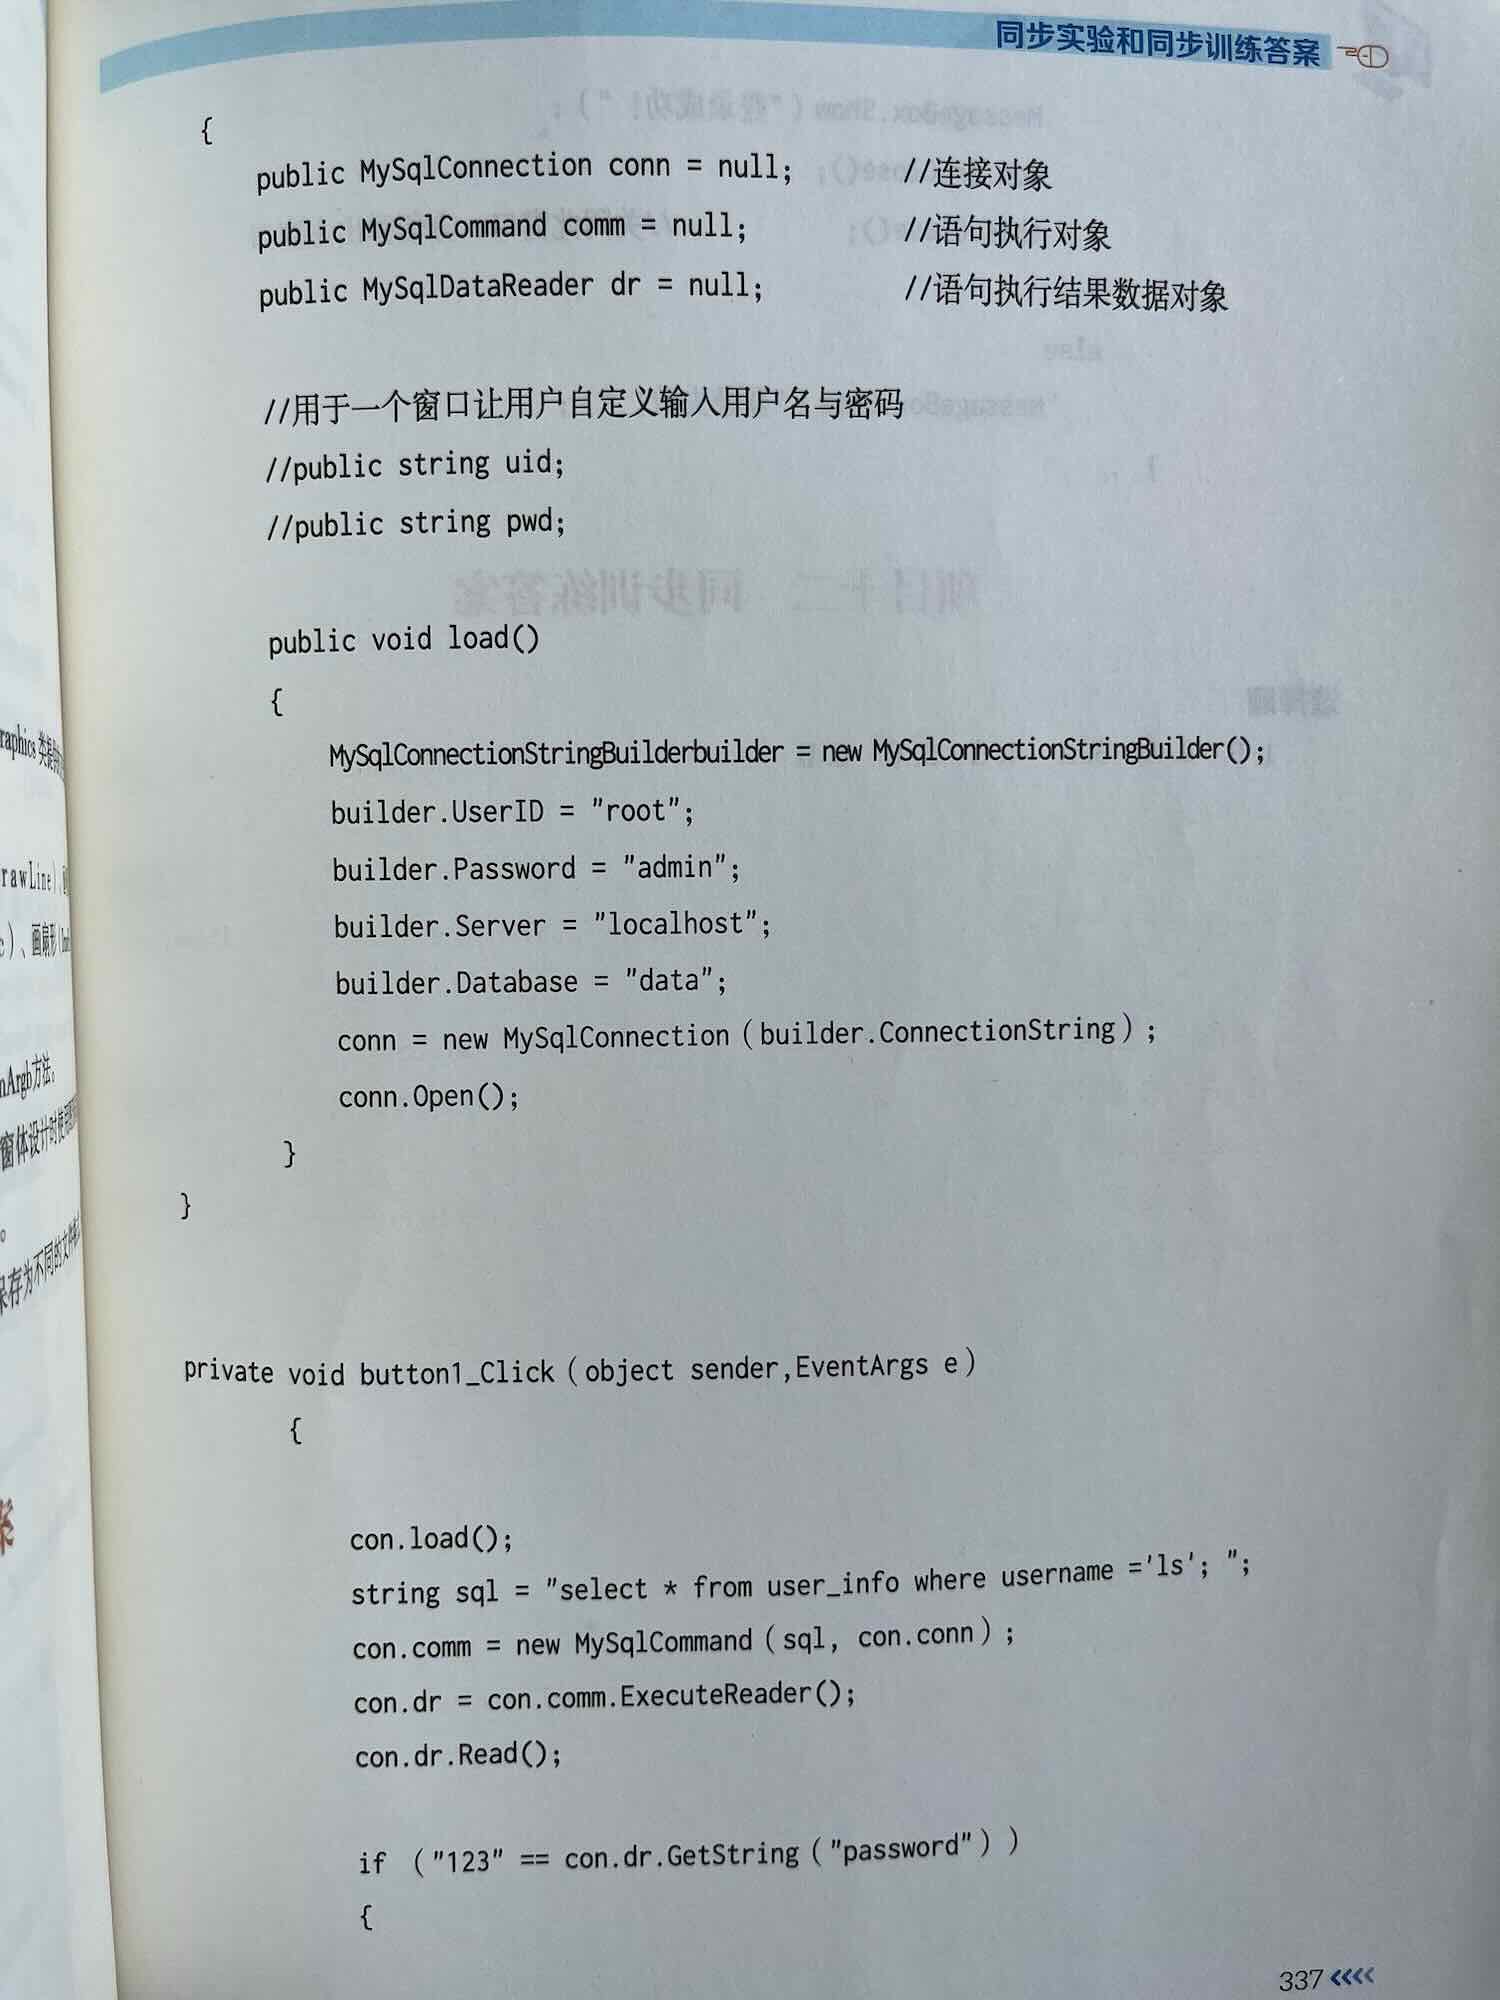 同步实验和同步训练答案
{
public MySqlConnection conn = null; //连接对象
public MySqlCommand comm = null; //语句执行对象
public MySqlDataReader dr = null; //语句执行结果数据对象
//用于一个窗口让用户自定义输入用户名与密码
//public string uid;
//public string pwd;
public void load()
{
MySqlConnectionStringBuilderbuilder = new MySqlConnectionStringBuilder();
builder.UserID = "root";
builder.Password = "admin";
builder.Server = "localhost";
builder.Database = "data";
conn = new MySqlConnection(builder.ConnectionString);
conn.Open();
}
}
private void button1_Click(object sender,EventArgs e)
{
con.load();
string sql = "select * from user_info where username ='ls'; ";
con.comm = new MySqlCommand(sql, con.conn);
con.dr = con.comm.ExecuteReader();
con.dr.Read();
if ("123" == con.dr.GetString("password"))
{
337